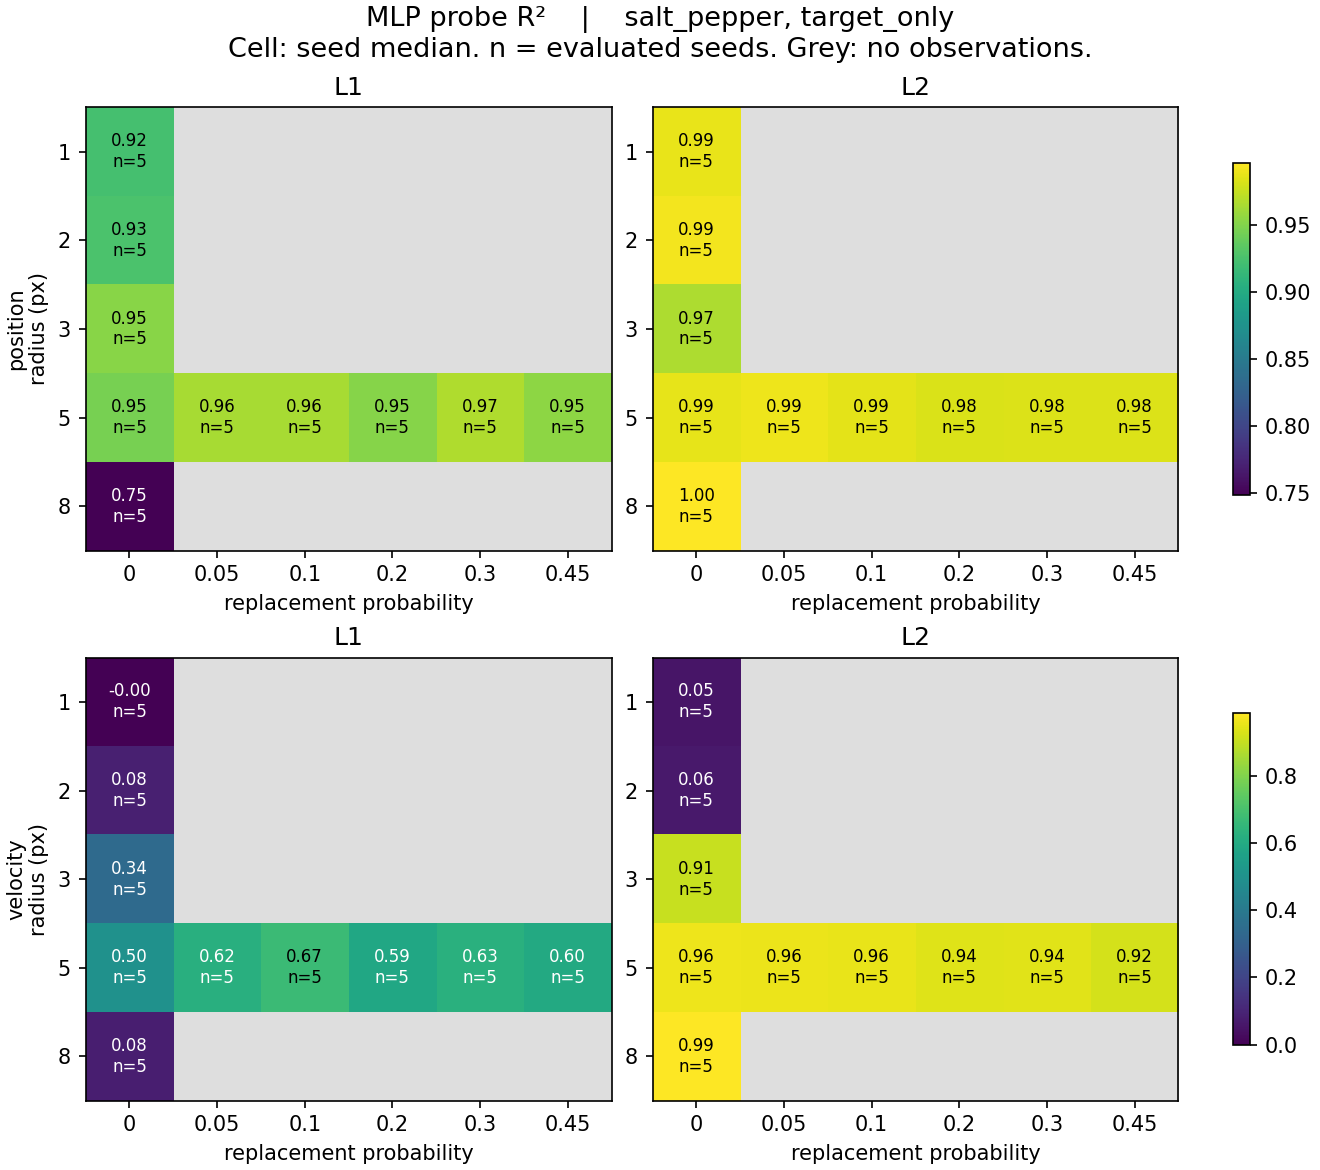 MLP probe R² | salt_pepper, target_only
Cell: seed median. n = evaluated seeds. Grey: no observations.
L1
position
radius (px)
1
2
3
5
8
0.92
n=5
0.93
n=5
0.95
n=5
0.95 0.96 0.96 0.95 0.97 0.95
n=5 n=5 n=5 n=5 n=5 n=5
0.75
n=5
0 0.05 0.1 0.2 0.3 0.45
replacement probability
L2
1
2
3
5
8
0.99
n=5
0.99
n=5
0.97
n=5
0.99 0.99 0.99 0.98 0.98 0.98
n=5 n=5 n=5 n=5 n=5 n=5
1.00
n=5
0 0.05 0.1 0.2 0.3 0.45
replacement probability
0.95
0.90
0.85
0.80
0.75
L1
velocity
radius (px)
1
2
3
5
8
-0.00
n=5
0.08
n=5
0.34
n=5
0.50 0.62 0.67 0.59 0.63 0.60
n=5 n=5 n=5 n=5 n=5 n=5
0.08
n=5
0 0.05 0.1 0.2 0.3 0.45
replacement probability
L2
1
2
3
5
8
0.05
n=5
0.06
n=5
0.91
n=5
0.96 0.96 0.96 0.94 0.94 0.92
n=5 n=5 n=5 n=5 n=5 n=5
0.99
n=5
0 0.05 0.1 0.2 0.3 0.45
replacement probability
0.8
0.6
0.4
0.2
0.0